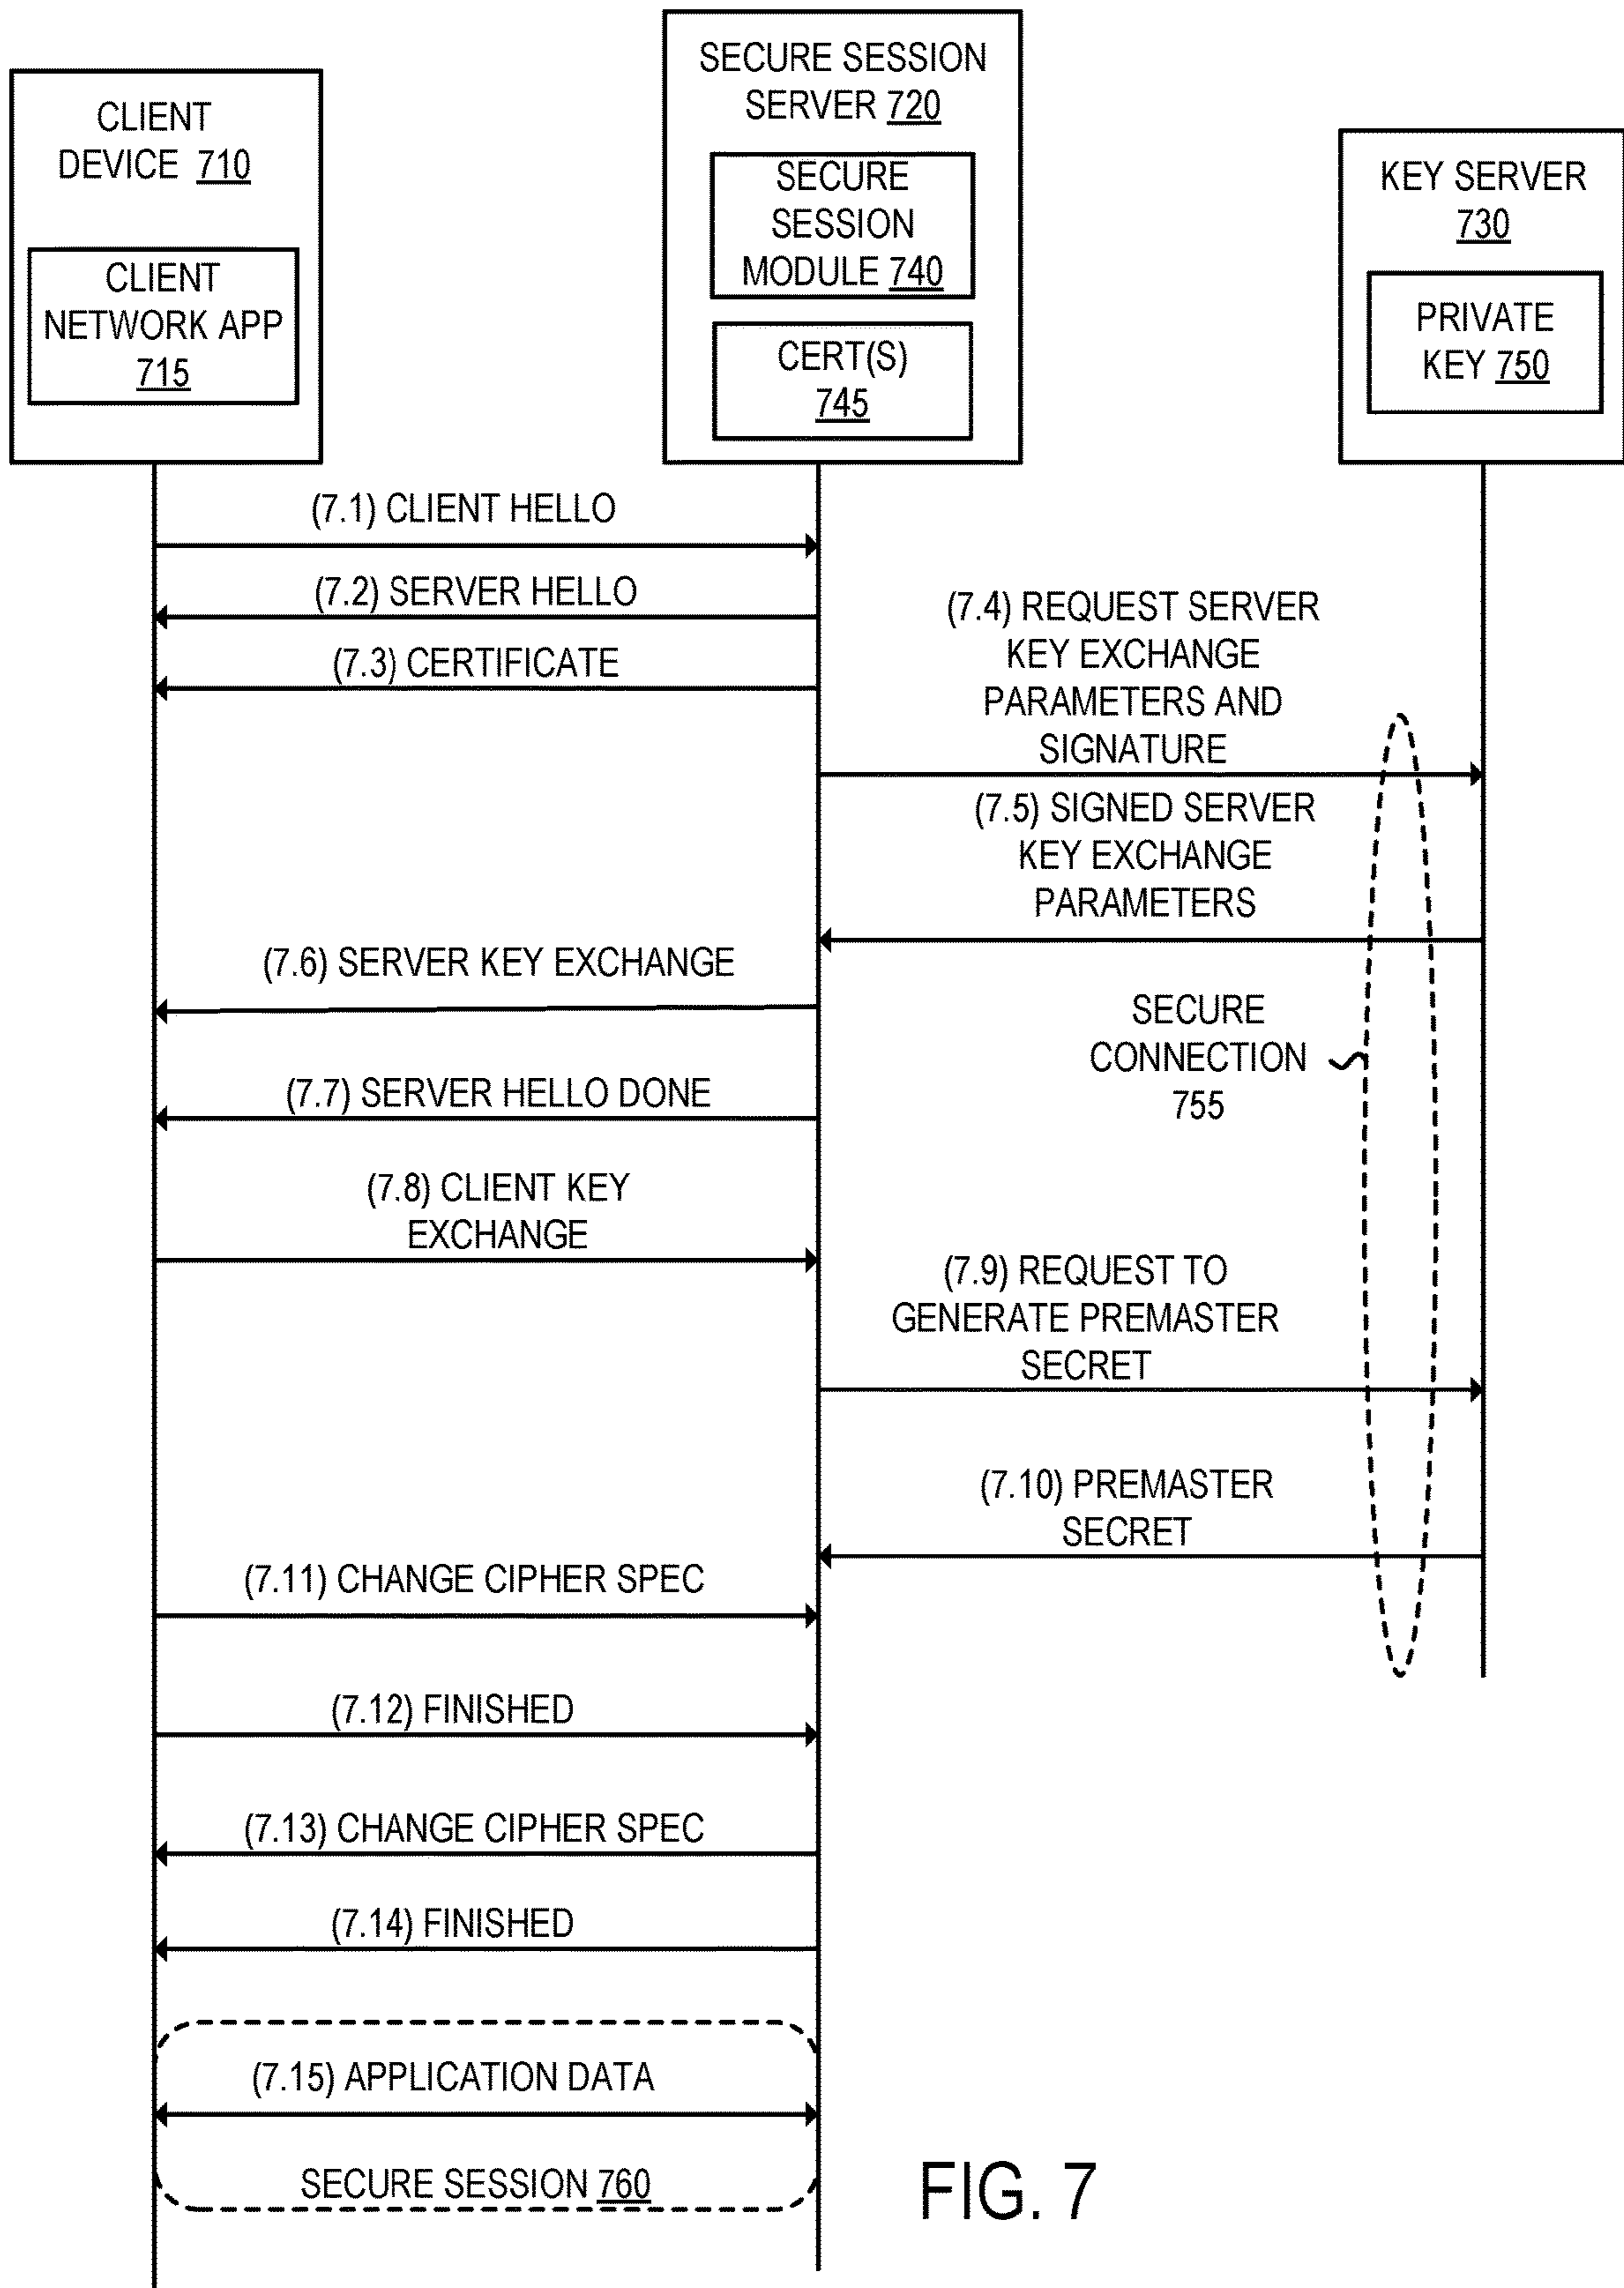 CLIENT
DEVICE 710
CLIENT
NETWORK APP
715
SECURE SESSION
SERVER 720
SECURE
SESSION
MODULE 740
CERT(S)
745
KEY SERVER
730
PRIVATE
KEY 750
(7.1) CLIENT HELLO
(7.2) SERVER HELLO
(7.3) CERTIFICATE
(7.4) REQUEST SERVER
KEY EXCHANGE
PARAMETERS AND
SIGNATURE
(7.5) SIGNED SERVER
KEY EXCHANGE
PARAMETERS
(7.6) SERVER KEY EXCHANGE
SECURE
CONNECTION
755
(7.7) SERVER HELLO DONE
(7.8) CLIENT KEY
EXCHANGE
(7.9) REQUEST TO
GENERATE PREMASTER
SECRET
(7.10) PREMASTER
SECRET
(7.11) CHANGE CIPHER SPEC
(7.12) FINISHED
(7.13) CHANGE CIPHER SPEC
(7.14) FINISHED
(7.15) APPLICATION DATA
SECURE SESSION 760
FIG. 7